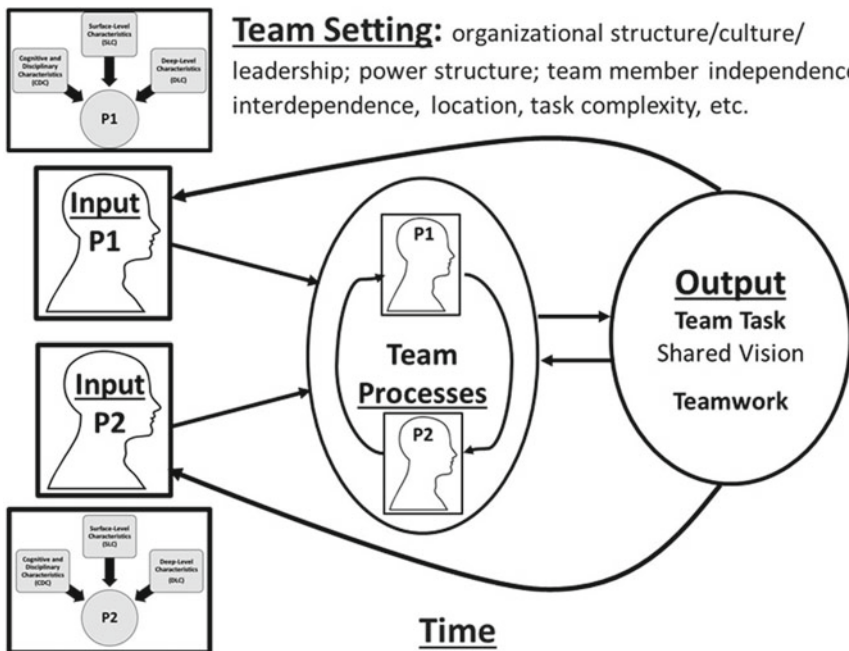 Surface-Level
Characteristics
(SLC)
Cognitive and
Disciplinary
Characteristics
(CDC)
Deep-Level
Characteristics
(DLC)
P1
Team Setting: organizational structure/culture/
leadership; power structure; team member independence
interdependence, location, task complexity, etc.
Input
P1
Input
P2
P1
Team
Processes
P2
Output
Team Task
Shared Vision
Teamwork
Surface-Level
Characteristics
(SLC)
Cognitive and
Disciplinary
Characteristics
(CDC)
Deep-Level
Characteristics
(DLC)
P2
Time